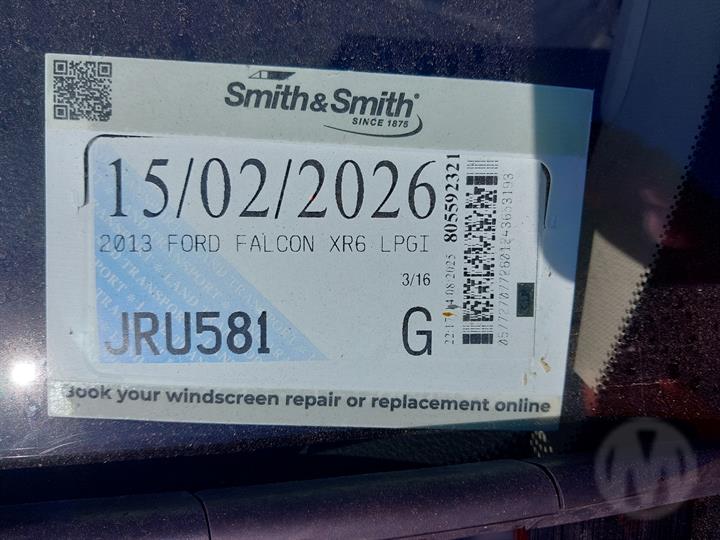 Smith&Smith®
SINCE 1875
15/02/2026
2013 FORD FALCON XR6 LPGI
3/16
JRU581
G
805592321
Book your windscreen repair or replacement online
M